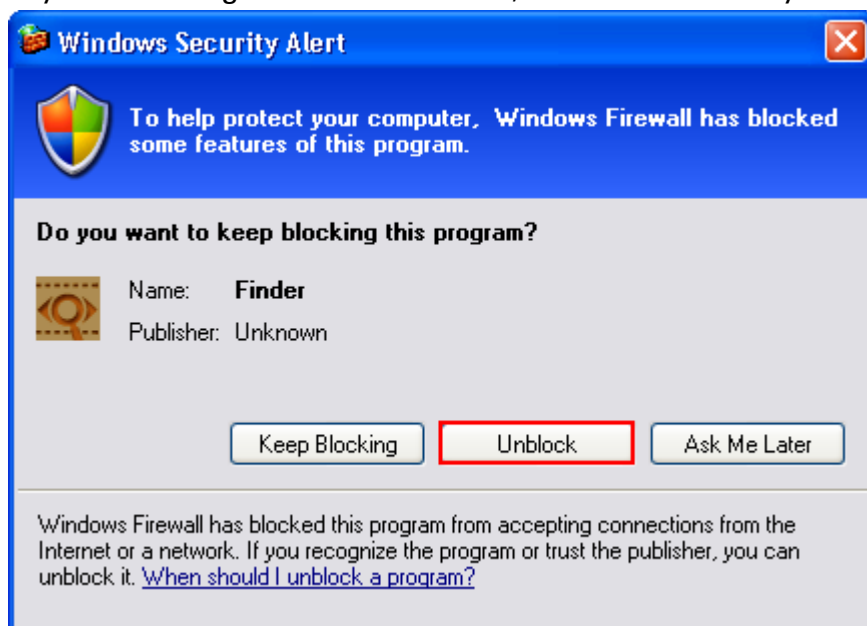 Windows Security Alert
To help protect your computer, Windows Firewall has blocked
some features of this program.
Do you want to keep blocking this program?
Name: Finder
Publisher: Unknown
Keep Blocking Unblock Ask Me Later
Windows Firewall has blocked this program from accepting connections from the
Internet or a network. If you recognize the program or trust the publisher, you can
unblock it. When should I unblock a program?